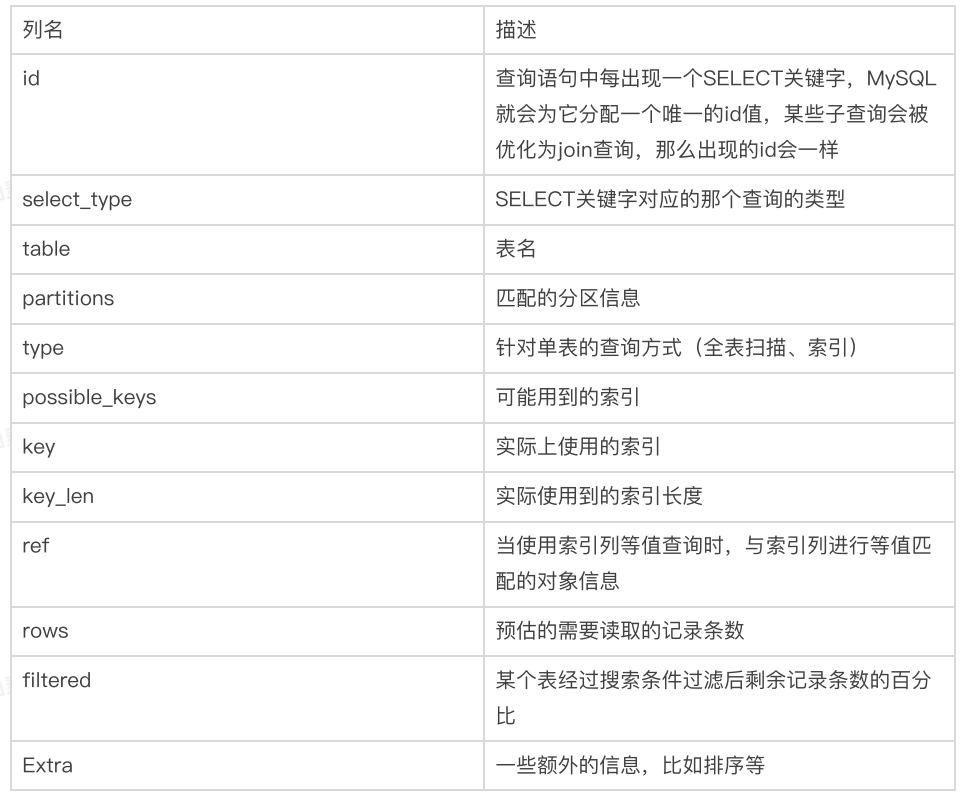 列名
描述
id
查询语句中每出现一个SELECT关键字，MySQL
就会为它分配一个唯一的id值，某些子查询会被
优化为join查询，那么出现的id会一样
select_type
SELECT关键字对应的那个查询的类型
table
表名
partitions
匹配的分区信息
type
针对单表的查询方式（全表扫描、索引）
possible_keys
可能用到的索引
key
实际上使用的索引
key_len
实际使用到的索引长度
ref
当使用索引列等值查询时，与索引列进行等值匹
配的对象信息
rows
预估的需要读取的记录条数
filtered
某个表经过搜索条件过滤后剩余记录条数的百分
比
Extra
一些额外的信息，比如排序等